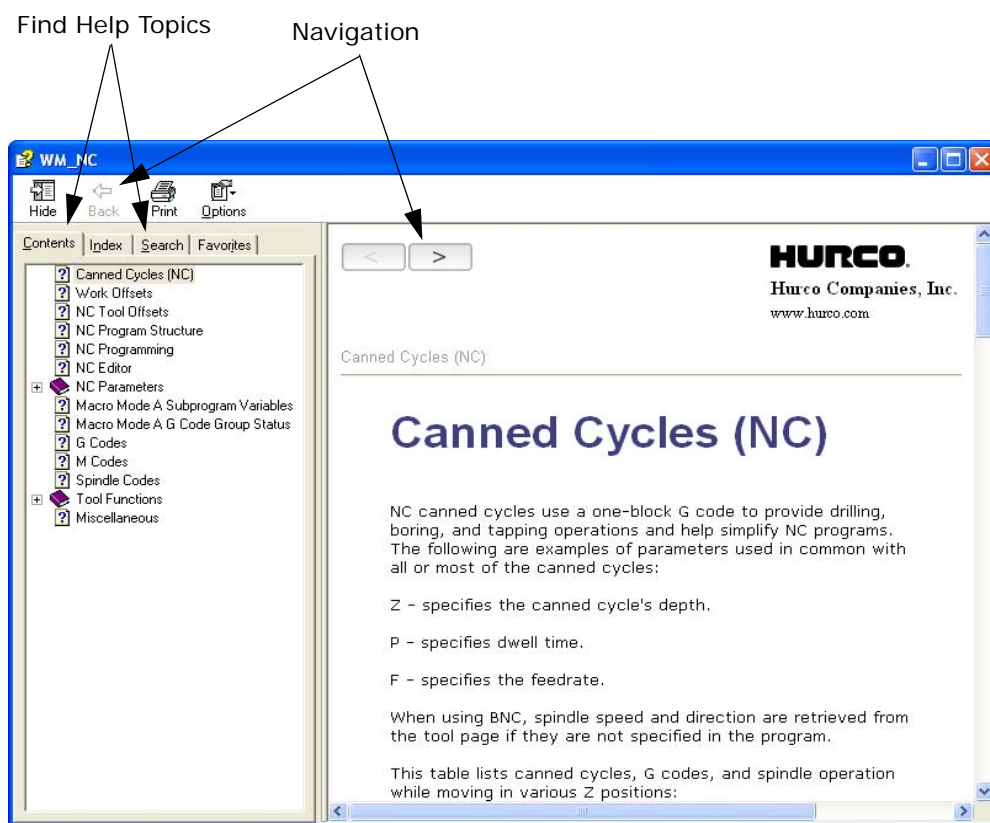 Find Help Topics
Navigation
WM_NC
Hide Back Print Options
Contents Index Search Favorites
Canned Cycles (NC)
Work Offsets
NC Tool Offsets
NC Program Structure
NC Programming
NC Editor
NC Parameters
Macro Mode A Subprogram Variables
Macro Mode A G Code Group Status
G Codes
M Codes
Spindle Codes
Tool Functions
Miscellaneous
< >
HURCO.
Hurco Companies, Inc.
www.hurco.com
Canned Cycles (NC)
Canned Cycles (NC)
NC canned cycles use a one-block G code to provide drilling,
boring, and tapping operations and help simplify NC programs.
The following are examples of parameters used in common with
all or most of the canned cycles:
Z - specifies the canned cycle's depth.
P - specifies dwell time.
F - specifies the feedrate.
When using BNC, spindle speed and direction are retrieved from
the tool page if they are not specified in the program.
This table lists canned cycles, G codes, and spindle operation
while moving in various Z positions: